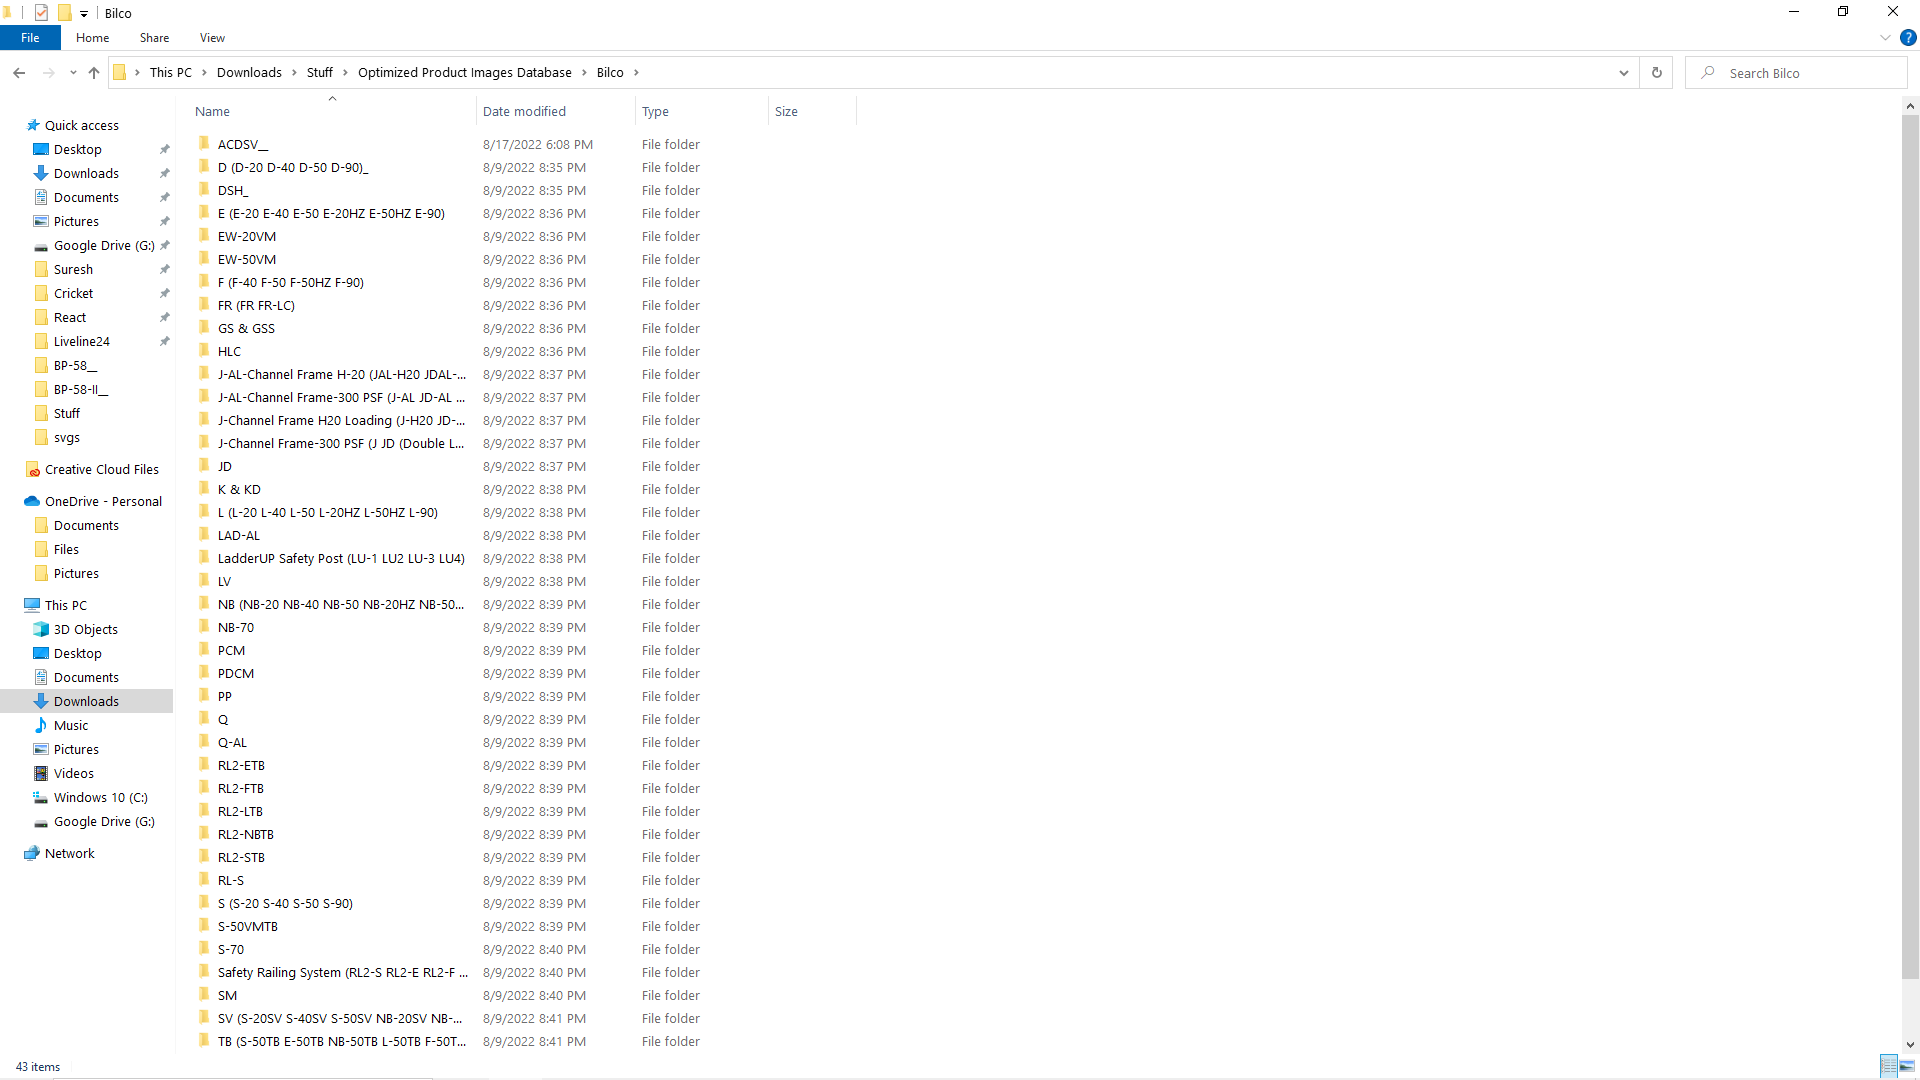 Bilco
File Home Share View
This PC Downloads Stuff Optimized Product Images Database Bilco Search Bilco
Name Date modified Type Size
Quick access
Desktop
Downloads
Documents
Pictures
Google Drive (G:)
Suresh
Cricket
React
Liveline24
BP-58__
BP-58-II__
Stuff
svgs
Creative Cloud Files
OneDrive - Personal
Documents
Files
Pictures
This PC
3D Objects
Desktop
Documents
Downloads
Music
Pictures
Videos
Windows 10 (C:)
Google Drive (G:)
Network
ACDSV__ 8/17/2022 6:08 PM File folder
D (D-20 D-40 D-50 D-90)_ 8/9/2022 8:35 PM File folder
DSH_ 8/9/2022 8:35 PM File folder
E (E-20 E-40 E-50 E-20HZ E-50HZ E-90) 8/9/2022 8:36 PM File folder
EW-20VM 8/9/2022 8:36 PM File folder
EW-50VM 8/9/2022 8:36 PM File folder
F (F-40 F-50 F-50HZ F-90) 8/9/2022 8:36 PM File folder
FR (FR FR-LC) 8/9/2022 8:36 PM File folder
GS & GSS 8/9/2022 8:36 PM File folder
HLC 8/9/2022 8:36 PM File folder
J-AL-Channel Frame H-20 (JAL-H20 JDAL-... 8/9/2022 8:37 PM File folder
J-AL-Channel Frame-300 PSF (J-AL JD-AL ... 8/9/2022 8:37 PM File folder
J-Channel Frame H20 Loading (J-H20 JD-... 8/9/2022 8:37 PM File folder
J-Channel Frame-300 PSF (J JD (Double L... 8/9/2022 8:37 PM File folder
JD 8/9/2022 8:37 PM File folder
K & KD 8/9/2022 8:38 PM File folder
L (L-20 L-40 L-50 L-20HZ L-50HZ L-90) 8/9/2022 8:38 PM File folder
LAD-AL 8/9/2022 8:38 PM File folder
LadderUP Safety Post (LU-1 LU2 LU-3 LU4) 8/9/2022 8:38 PM File folder
LV 8/9/2022 8:38 PM File folder
NB (NB-20 NB-40 NB-50 NB-20HZ NB-50... 8/9/2022 8:39 PM File folder
NB-70 8/9/2022 8:39 PM File folder
PCM 8/9/2022 8:39 PM File folder
PDCM 8/9/2022 8:39 PM File folder
PP 8/9/2022 8:39 PM File folder
Q 8/9/2022 8:39 PM File folder
Q-AL 8/9/2022 8:39 PM File folder
RL2-ETB 8/9/2022 8:39 PM File folder
RL2-FTB 8/9/2022 8:39 PM File folder
RL2-LTB 8/9/2022 8:39 PM File folder
RL2-NBTB 8/9/2022 8:39 PM File folder
RL2-STB 8/9/2022 8:39 PM File folder
RL-S 8/9/2022 8:39 PM File folder
S (S-20 S-40 S-50 S-90) 8/9/2022 8:39 PM File folder
S-50VMTB 8/9/2022 8:39 PM File folder
S-70 8/9/2022 8:40 PM File folder
Safety Railing System (RL2-S RL2-E RL2-F ... 8/9/2022 8:40 PM File folder
SM 8/9/2022 8:40 PM File folder
SV (S-20SV S-40SV S-50SV NB-20SV NB-... 8/9/2022 8:41 PM File folder
TB (S-50TB E-50TB NB-50TB L-50TB F-50T... 8/9/2022 8:41 PM File folder
43 items